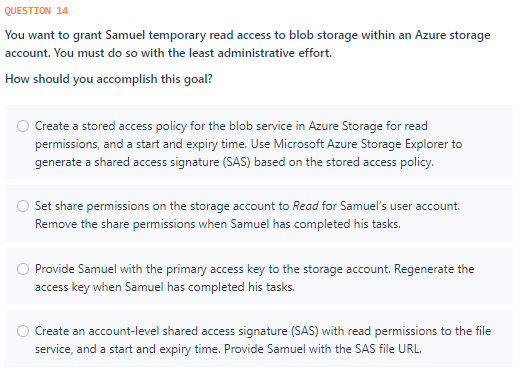 QUESTION 14
You want to grant Samuel temporary read access to blob storage within an Azure storage
account. You must do so with the least administrative effort.
How should you accomplish this goal?
Create a stored access policy for the blob service in Azure Storage for read
permissions, and a start and expiry time. Use Microsoft Azure Storage Explorer to
generate a shared access signature (SAS) based on the stored access policy.
Set share permissions on the storage account to Read for Samuel's user account.
Remove the share permissions when Samuel has completed his tasks.
Provide Samuel with the primary access key to the storage account. Regenerate the
access key when Samuel has completed his tasks.
Create an account-level shared access signature (SAS) with read permissions to the file
service, and a start and expiry time. Provide Samuel with the SAS file URL.